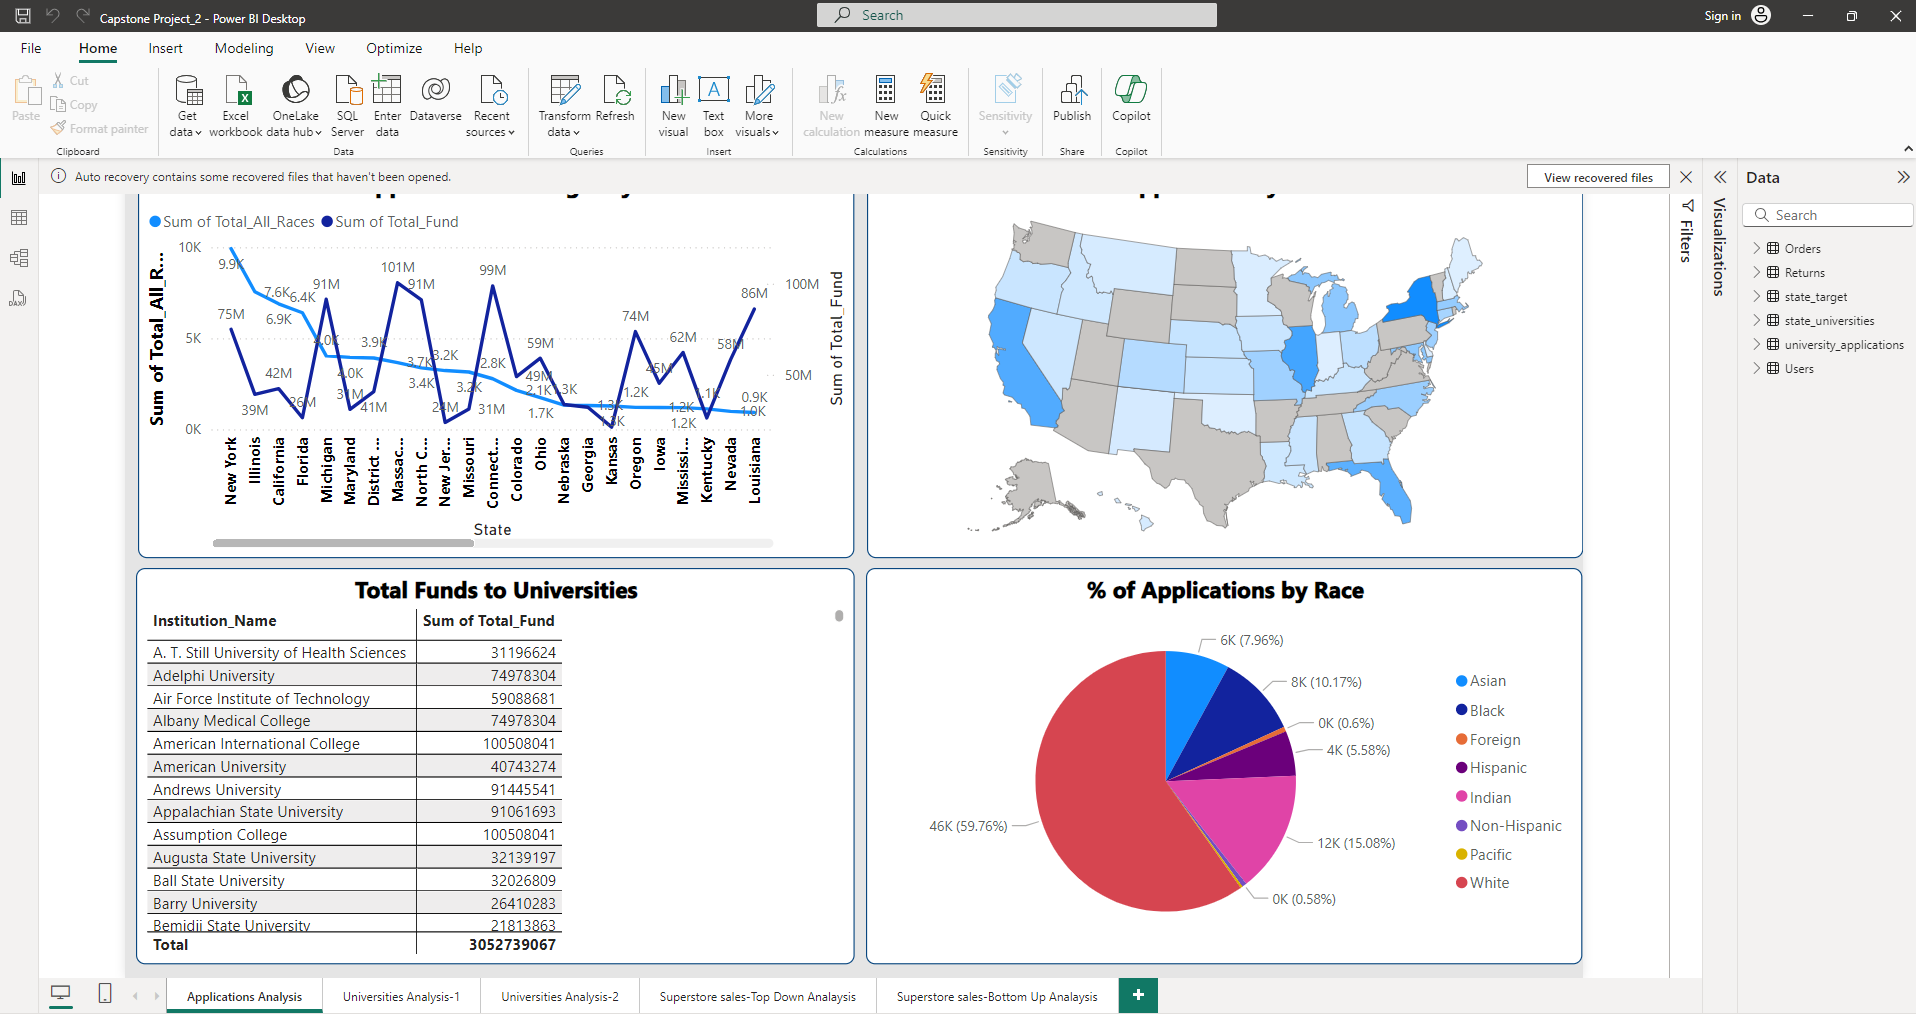 Capstone Project_2 - Power BI Desktop
Search
Sign in
File Home Insert Modeling View Optimize Help
Paste
Cut
Copy
Format painter
Clipboard
Get data
Excel workbook
OneLake data hub
SQL Server
Enter data
Dataverse
Recent sources
Data
Transform data
Refresh
Queries
New visual
Text box
More visuals
Insert
New calculation
New measure
Quick measure
Calculations
Sensitivity
Sensitivity
Publish
Share
Copilot
Copilot
Auto recovery contains some recovered files that haven't been opened.
View recovered files
Sum of Total_All_Races Sum of Total_Fund
Sum of Total_All_R...
10K
5K
0K
9.9K
7.6K
6.9K
6.4K
4.0K
3.9K
3.7K
3.4K
3.2K
3.2K
2.8K
2.1K
1.7K
1.3K
1.2K
1.2K
1.2K
1.0K
0.9K
75M
39M
42M
26M
91M
31M
41M
101M
91M
24M
31M
99M
49M
59M
74M
45M
62M
58M
86M
100M
50M
Sum of Total_Fund
New York
Illinois
California
Florida
Michigan
Maryland
District ...
Massac...
North C...
New Jer...
Missouri
Connect...
Colorado
Ohio
Nebraska
Georgia
Kansas
Oregon
Iowa
Mississi...
Kentucky
Nevada
Louisiana
State
Total Funds to Universities
Institution_Name Sum of Total_Fund
A. T. Still University of Health Sciences 31196624
Adelphi University 74978304
Air Force Institute of Technology 59088681
Albany Medical College 74978304
American International College 100508041
American University 40743274
Andrews University 91445541
Appalachian State University 91061693
Assumption College 100508041
Augusta State University 32139197
Ball State University 32026809
Barry University 26410283
Bemidji State University 21813863
Total 3052739067
% of Applications by Race
6K (7.96%)
8K (10.17%)
0K (0.6%)
4K (5.58%)
12K (15.08%)
0K (0.58%)
46K (59.76%)
Asian
Black
Foreign
Hispanic
Indian
Non-Hispanic
Pacific
White
Filters
Visualizations
Data
Search
Orders
Returns
state_target
state_universities
university_applications
Users
Applications Analysis
Universities Analysis-1
Universities Analysis-2
Superstore sales-Top Down Analaysis
Superstore sales-Bottom Up Analaysis